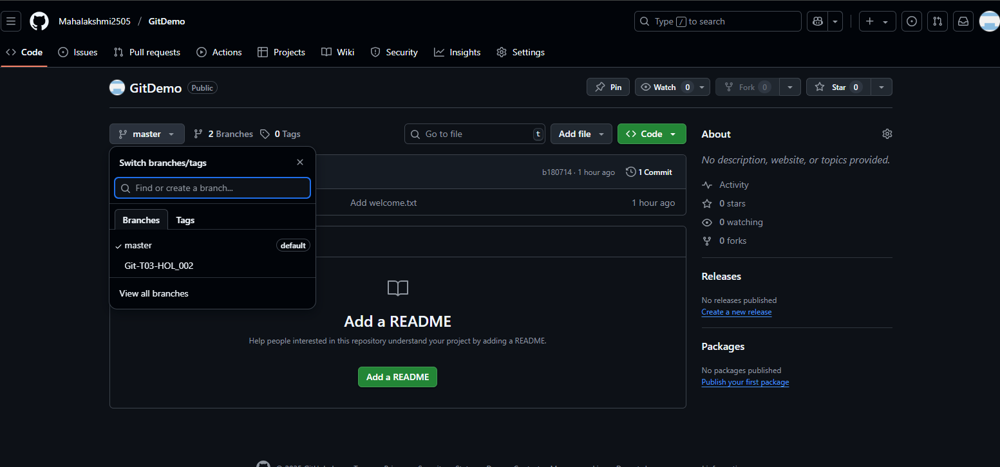 Mahalakshmi2505 / GitDemo
Type / to search
Code Issues Pull requests Actions Projects Wiki Security Insights Settings
GitDemo Public
Pin Watch 0 Fork 0 Star 0
master 2 Branches 0 Tags
Go to file t Add file Code
Switch branches/tags
Find or create a branch...
Branches Tags
master default
Git-T03-HOL_002
View all branches
b180714 · 1 hour ago 1 Commit
Add welcome.txt 1 hour ago
Add a README
Help people interested in this repository understand your project by adding a README.
Add a README
About
No description, website, or topics provided.
Activity
0 stars
0 watching
0 forks
Releases
No releases published
Create a new release
Packages
No packages published
Publish your first package